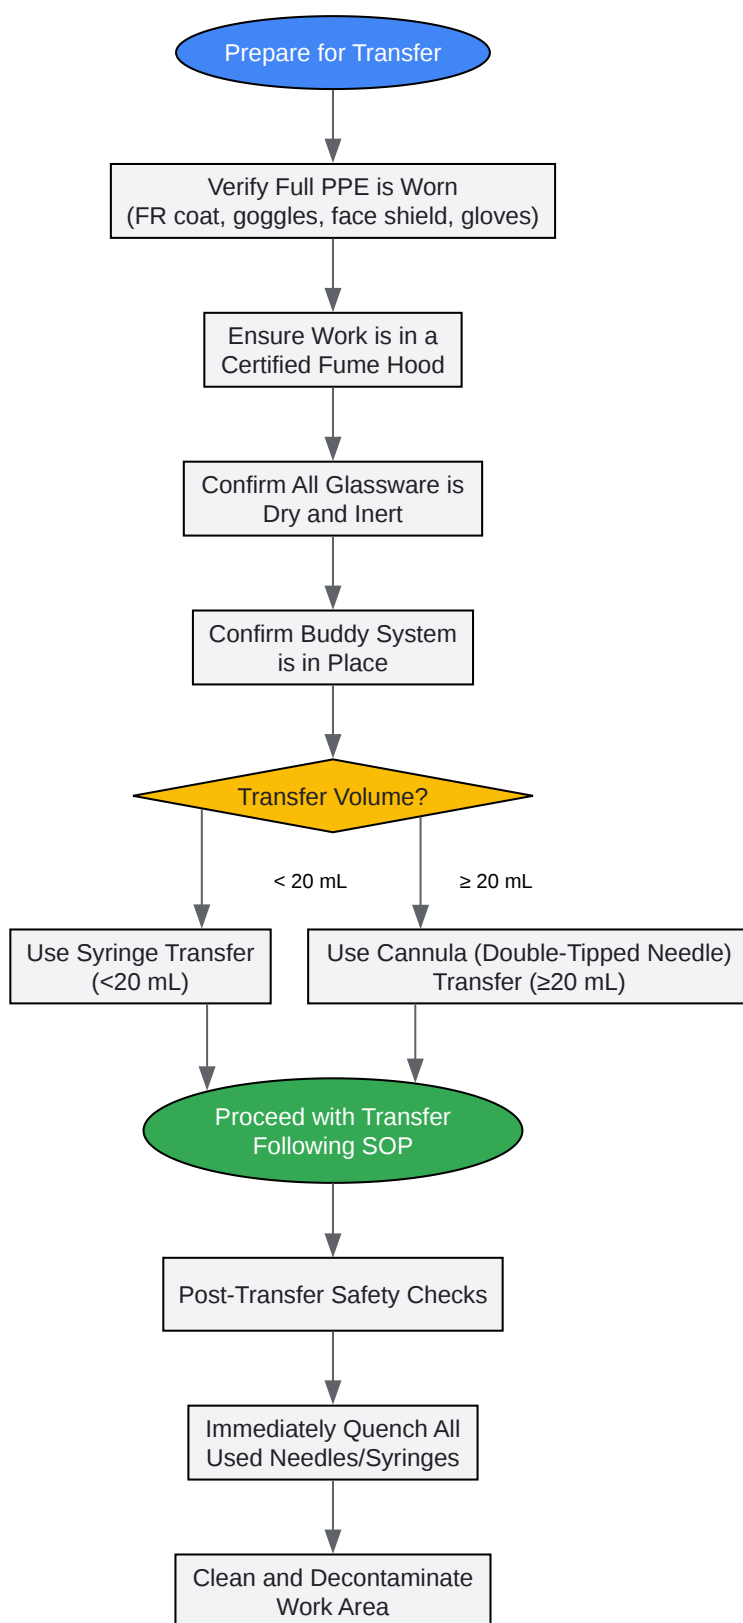 Prepare for Transfer
Verify Full PPE is Worn
(FR coat, goggles, face shield, gloves)
Ensure Work is in a
Certified Fume Hood
Confirm All Glassware is
Dry and Inert
Confirm Buddy System
is in Place
Transfer Volume?
< 20 mL
≥ 20 mL
Use Syringe Transfer
(<20 mL)
Use Cannula (Double-Tipped Needle)
Transfer (≥20 mL)
Proceed with Transfer
Following SOP
Post-Transfer Safety Checks
Immediately Quench All
Used Needles/Syringes
Clean and Decontaminate
Work Area